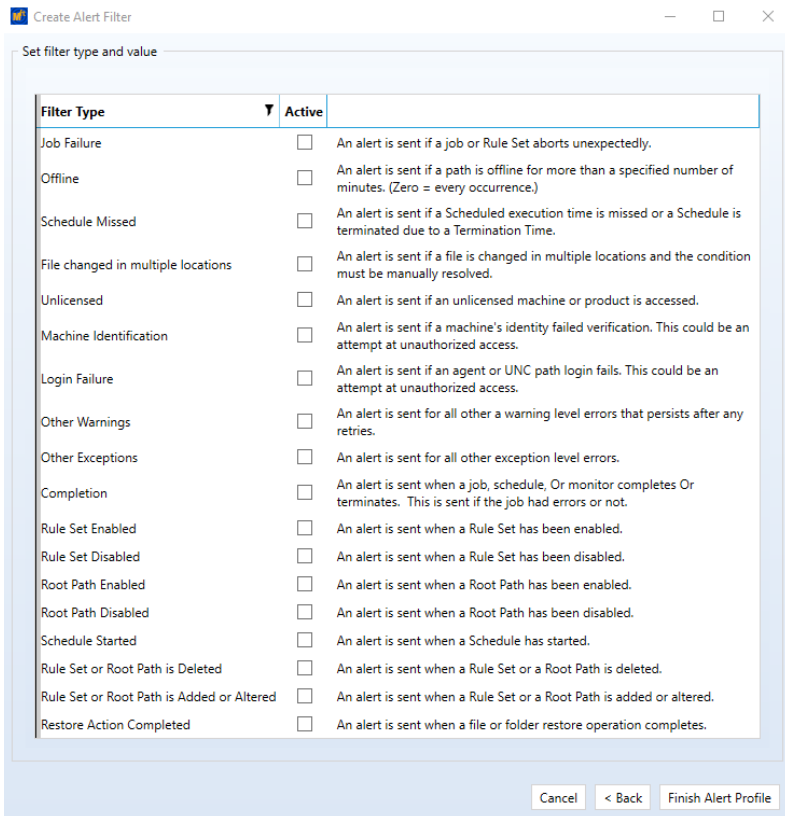 Create Alert Filter
Set filter type and value
Filter Type Active
Job Failure An alert is sent if a job or Rule Set aborts unexpectedly.
Offline An alert is sent if a path is offline for more than a specified number of
minutes. (Zero = every occurrence.)
Schedule Missed An alert is sent if a Scheduled execution time is missed or a Schedule is
terminated due to a Termination Time.
File changed in multiple locations An alert is sent if a file is changed in multiple locations and the condition
must be manually resolved.
Unlicensed An alert is sent if an unlicensed machine or product is accessed.
Machine Identification An alert is sent if a machine's identity failed verification. This could be an
attempt at unauthorized access.
Login Failure An alert is sent if an agent or UNC path login fails. This could be an
attempt at unauthorized access.
Other Warnings An alert is sent for all other a warning level errors that persists after any
retries.
Other Exceptions An alert is sent for all other exception level errors.
Completion An alert is sent when a job, schedule, Or monitor completes Or
terminates.  This is sent if the job had errors or not.
Rule Set Enabled An alert is sent when a Rule Set has been enabled.
Rule Set Disabled An alert is sent when a Rule Set has been disabled.
Root Path Enabled An alert is sent when a Root Path has been enabled.
Root Path Disabled An alert is sent when a Root Path has been disabled.
Schedule Started An alert is sent when a Schedule has started.
Rule Set or Root Path is Deleted An alert is sent when a Rule Set or a Root Path is deleted.
Rule Set or Root Path is Added or Altered An alert is sent when a Rule Set or a Root Path is added or altered.
Restore Action Completed An alert is sent when a file or folder restore operation completes.
Cancel < Back Finish Alert Profile